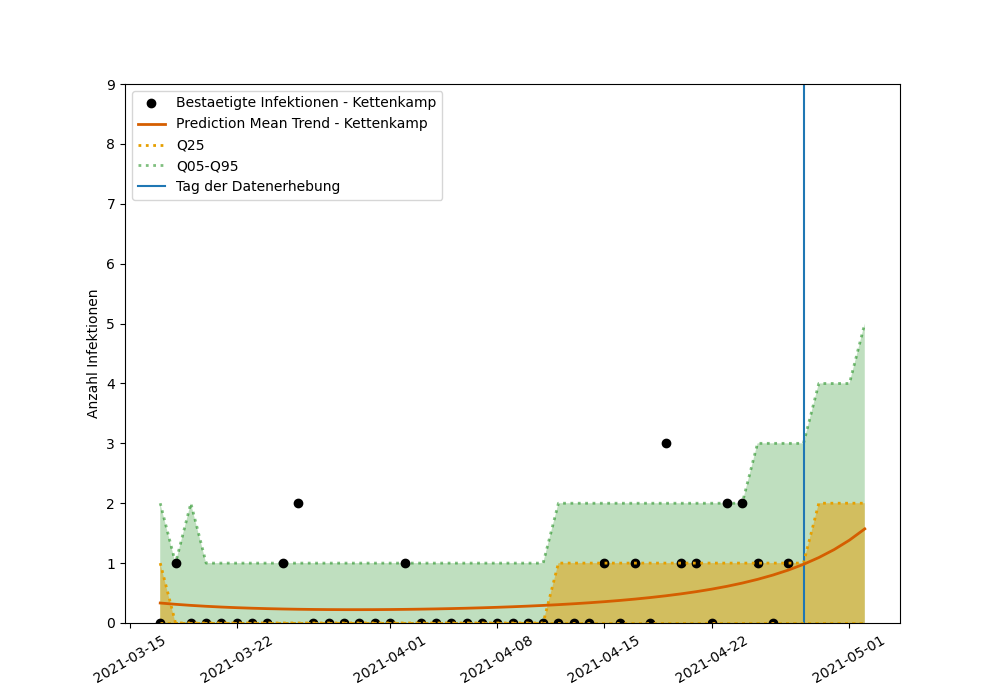 9
8
7
6
5
4
3
2
1
0
Anzahl Infektionen
Bestaetigte Infektionen - Kettenkamp
Prediction Mean Trend - Kettenkamp
Q25
Q05-Q95
Tag der Datenerhebung
2021-03-15
2021-03-22
2021-04-01
2021-04-08
2021-04-15
2021-04-22
2021-05-01